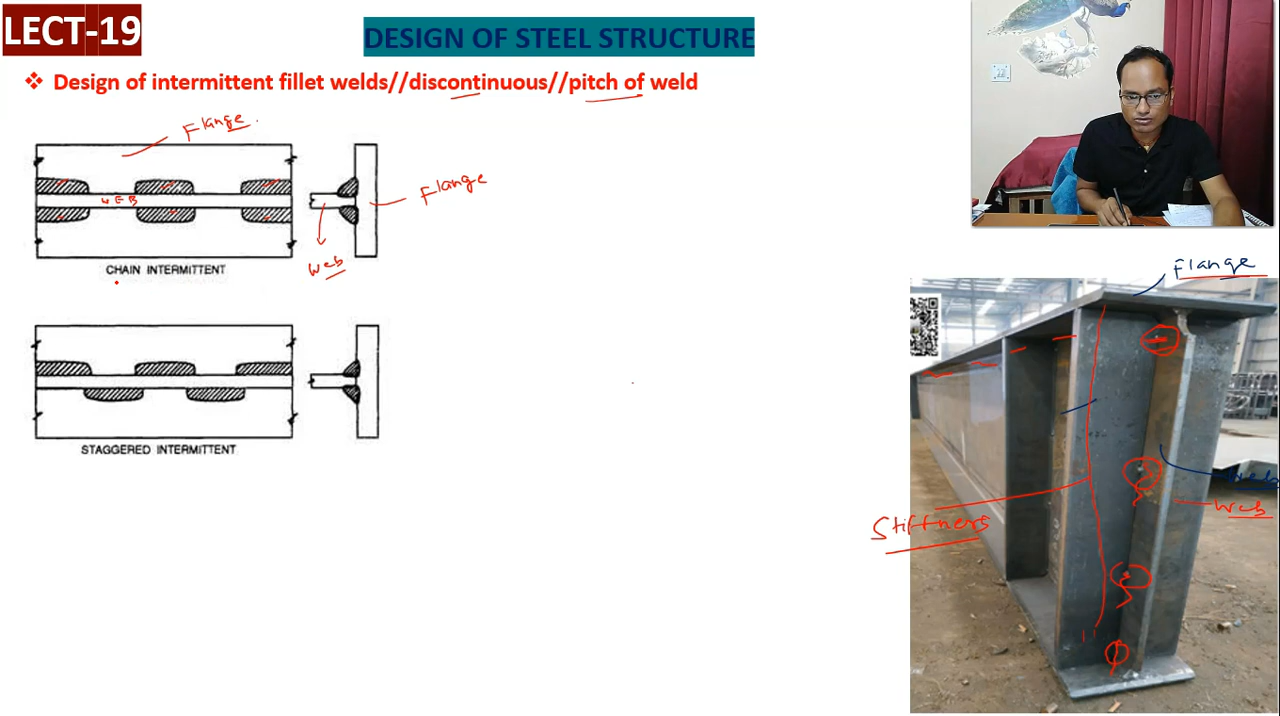 LECT-19
DESIGN OF STEEL STRUCTURE
❖ Design of intermittent fillet welds//discontinuous//pitch of weld
Flange
WEB
Flange
Web
CHAIN INTERMITTENT
STAGGERED INTERMITTENT
Flange
Web
Web
Stiffners